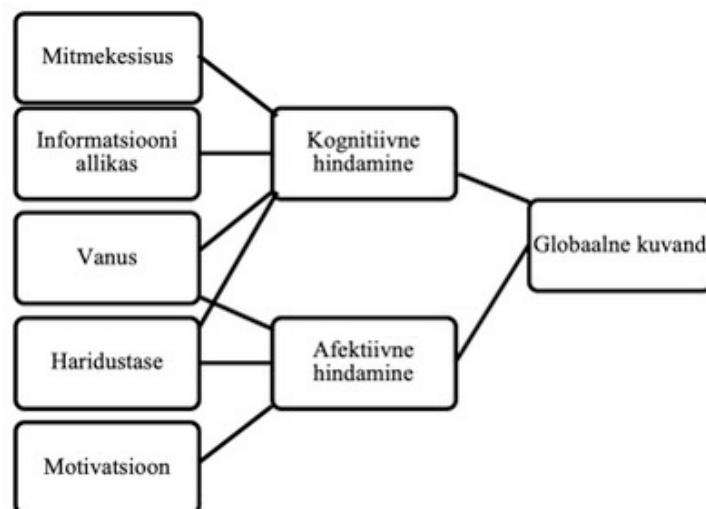 Mitmekesisus
Informatsiooni
allikas
Vanus
Haridustase
Motivatsioon
Kognitiivne
hindamine
Afektiivne
hindamine
Globaalne kuvand